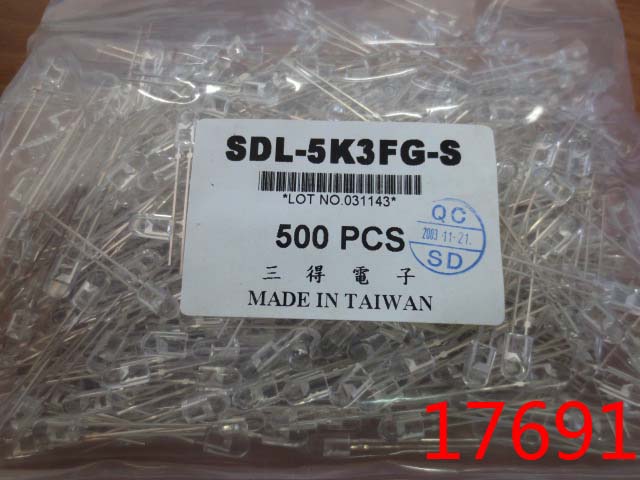 SDL-5K3FG-S
*LOT NO.031143*
500 PCS
QC
2003·11·21.
SD
三得電子
MADE IN TAIWAN
17691